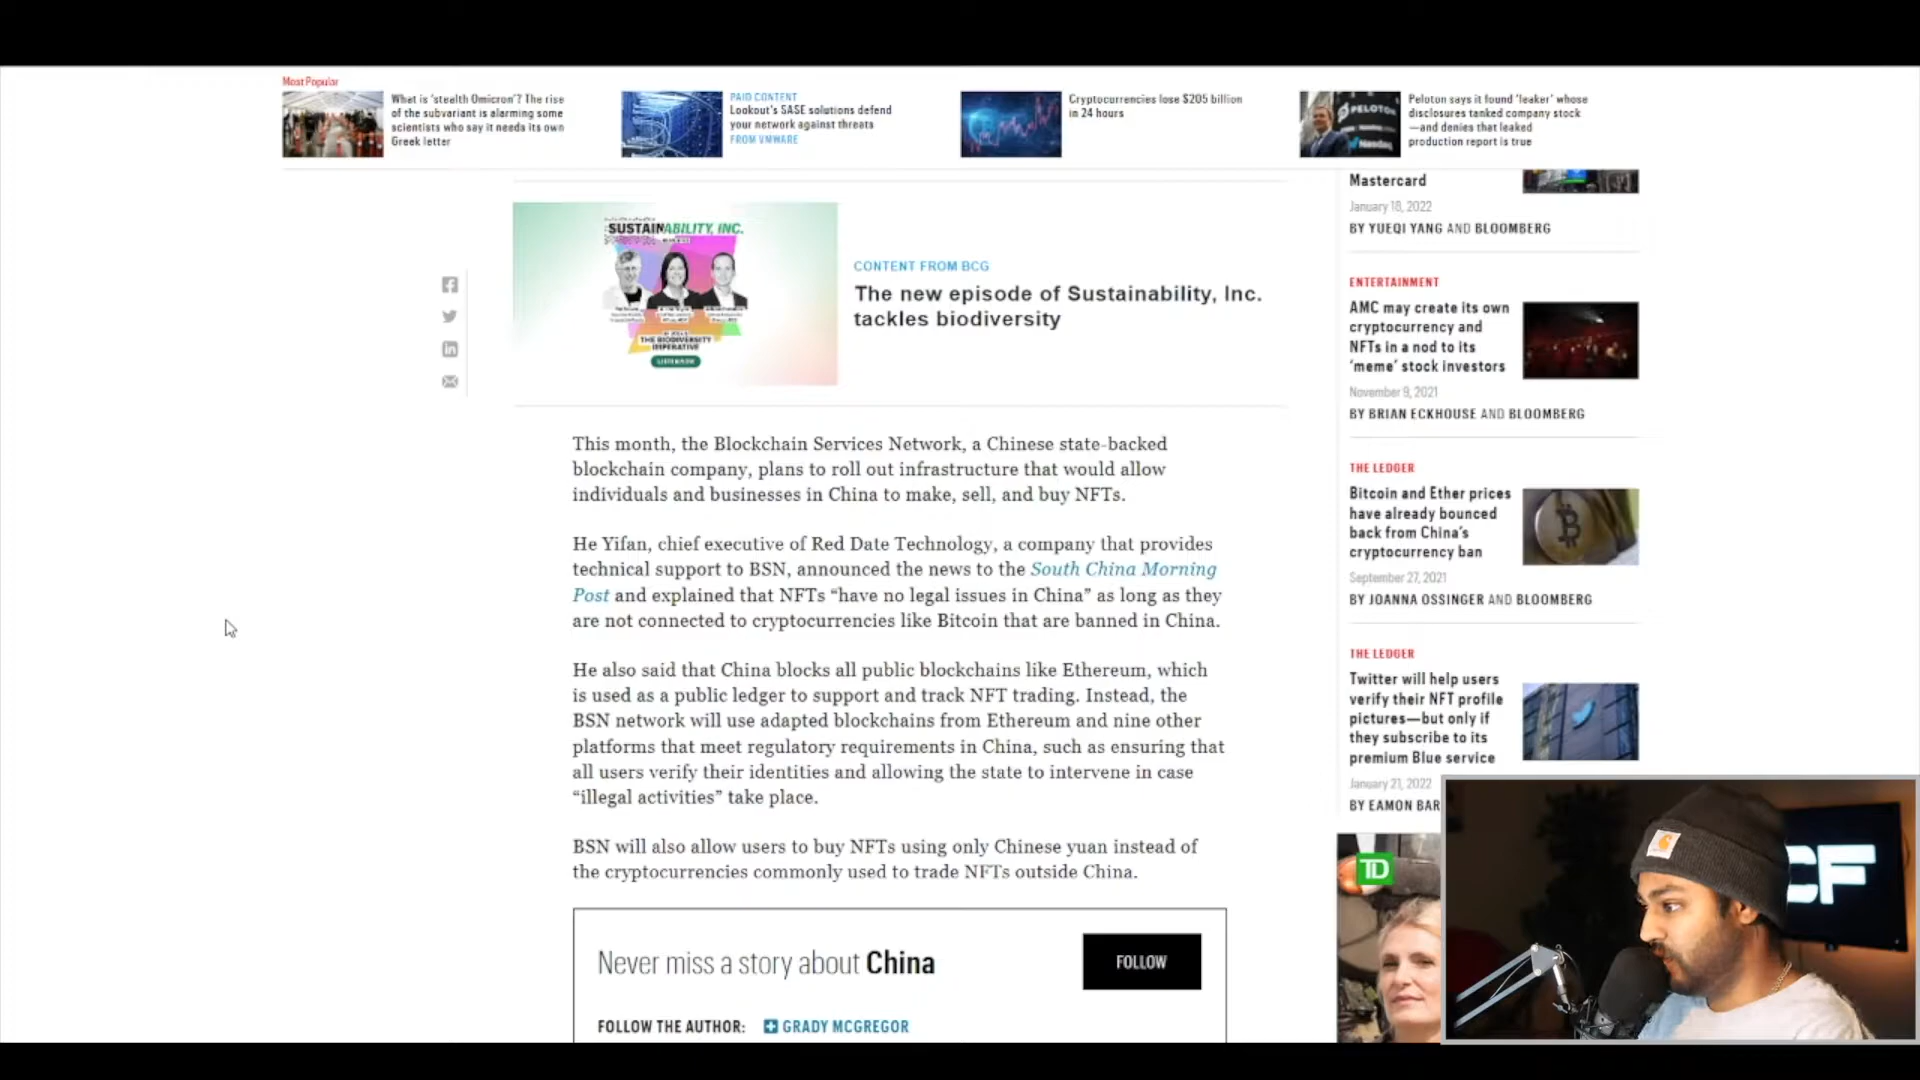 Most Popular
What is 'stealth Omicron'? The rise
of the subvariant is alarming some
scientists who say it needs its own
Greek letter
PAID CONTENT
Lookout's SASE solutions defend
your network against threats
FROM VMWARE
Cryptocurrencies lose $205 billion
in 24 hours
PELOTON
Nasdaq
Peloton says it found 'leaker' whose
disclosures tanked company stock
—and denies that leaked
production report is true
SUSTAINABILITY, INC.
THE BIODIVERSITY
IMPERATIVE
LISTEN NOW
CONTENT FROM BCG
The new episode of Sustainability, Inc.
tackles biodiversity
This month, the Blockchain Services Network, a Chinese state-backed
blockchain company, plans to roll out infrastructure that would allow
individuals and businesses in China to make, sell, and buy NFTs.
He Yifan, chief executive of Red Date Technology, a company that provides
technical support to BSN, announced the news to the South China Morning
Post and explained that NFTs “have no legal issues in China” as long as they
are not connected to cryptocurrencies like Bitcoin that are banned in China.
He also said that China blocks all public blockchains like Ethereum, which
is used as a public ledger to support and track NFT trading. Instead, the
BSN network will use adapted blockchains from Ethereum and nine other
platforms that meet regulatory requirements in China, such as ensuring that
all users verify their identities and allowing the state to intervene in case
“illegal activities” take place.
BSN will also allow users to buy NFTs using only Chinese yuan instead of
the cryptocurrencies commonly used to trade NFTs outside China.
Never miss a story about China
FOLLOW
FOLLOW THE AUTHOR: GRADY MCGREGOR
Mastercard
January 18, 2022
BY YUEQI YANG AND BLOOMBERG
ENTERTAINMENT
AMC may create its own
cryptocurrency and
NFTs in a nod to its
'meme' stock investors
November 9, 2021
BY BRIAN ECKHOUSE AND BLOOMBERG
THE LEDGER
Bitcoin and Ether prices
have already bounced
back from China's
cryptocurrency ban
September 27, 2021
BY JOANNA OSSINGER AND BLOOMBERG
THE LEDGER
Twitter will help users
verify their NFT profile
pictures—but only if
they subscribe to its
premium Blue service
January 21, 2022
BY EAMON BAR
TD
CF